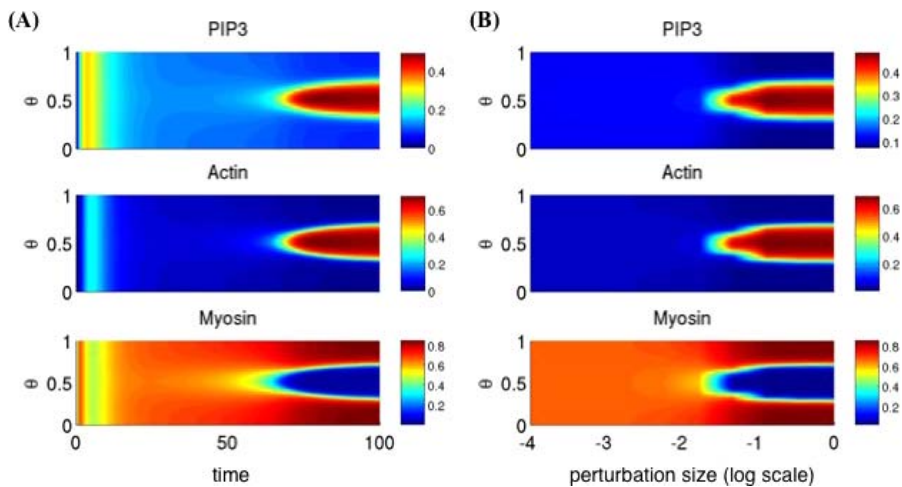 (A) (B)
PIP3 PIP3
1 1
θ 0.5 0.4 θ 0.5 0.4
0.2 0.3
0 0 0 0.2
0.1
Actin Actin
1 1
θ 0.5 0.6 θ 0.5 0.6
0.4 0.4
0.2 0.2
0 0 0
Myosin Myosin
1 1
θ 0.5 0.8 θ 0.5 0.8
0.6 0.6
0.4 0.4
0.2 0.2
0 0
0 50 100 -4 -3 -2 -1 0
time perturbation size (log scale)